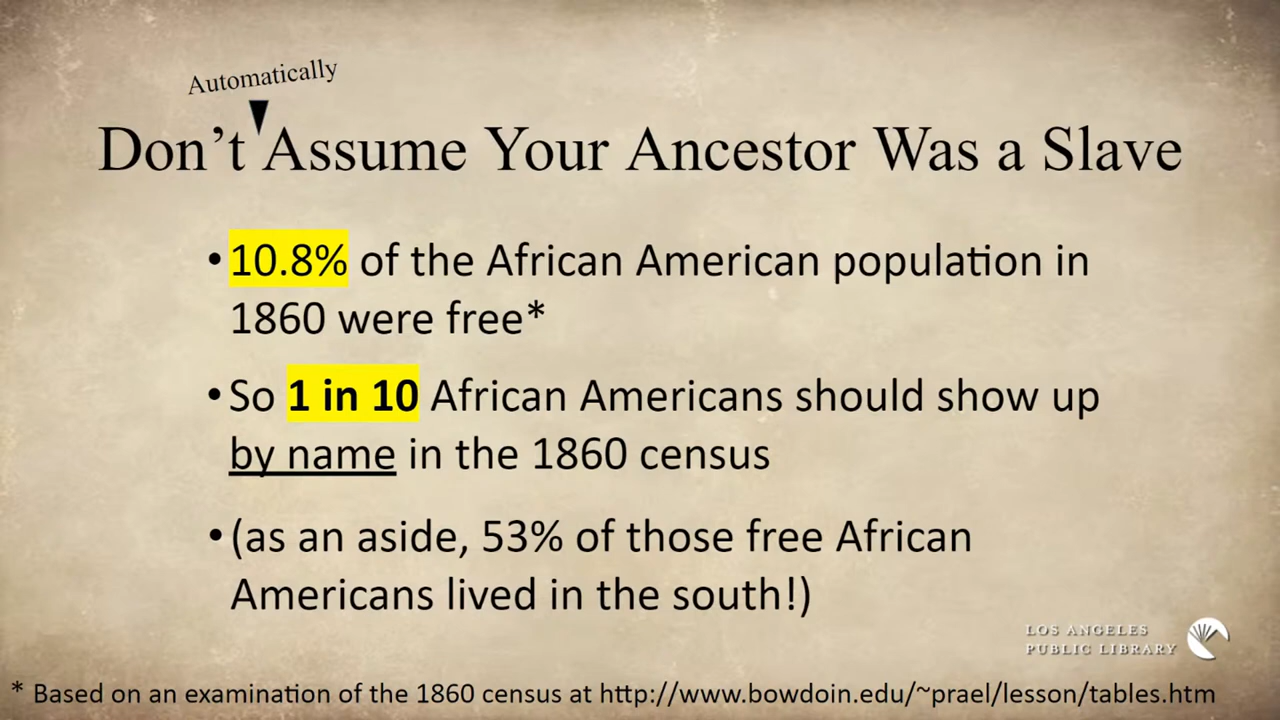 Automatically
Don’t Assume Your Ancestor Was a Slave
• 10.8% of the African American population in
1860 were free*
• So 1 in 10 African Americans should show up
by name in the 1860 census
• (as an aside, 53% of those free African
Americans lived in the south!)
LOS ANGELES
PUBLIC LIBRARY
* Based on an examination of the 1860 census at http://www.bowdoin.edu/~prael/lesson/tables.htm